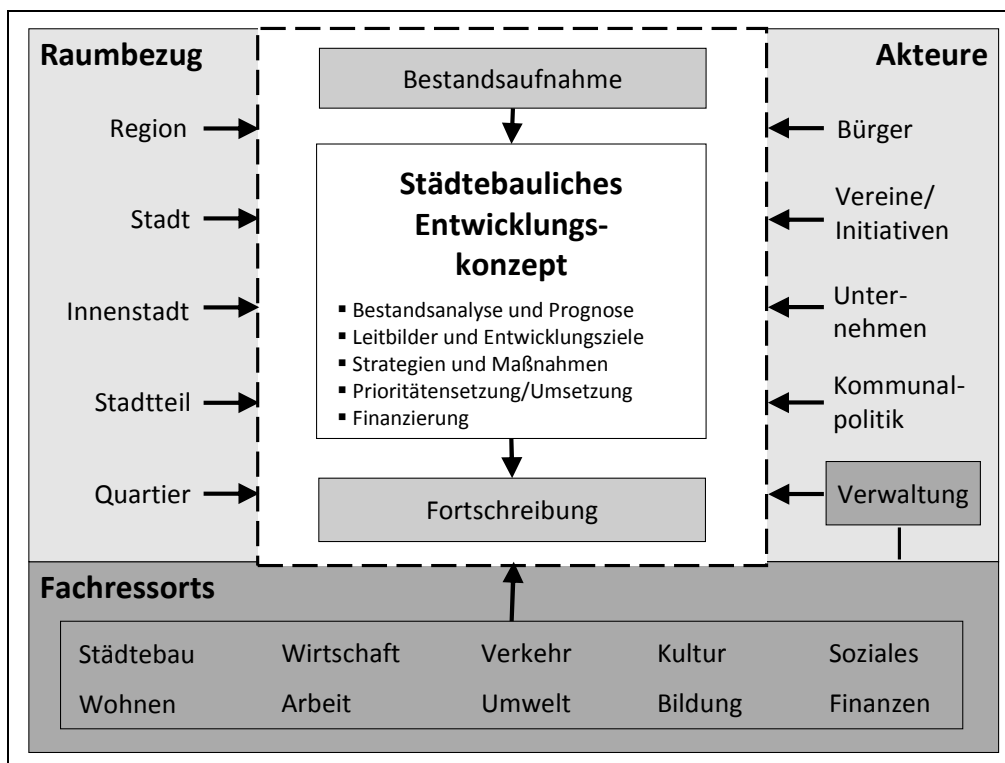 Raumbezug
Region
Stadt
Innenstadt
Stadtteil
Quartier
Bestandsaufnahme
Städtebauliches
Entwicklungs-
konzept
▪ Bestandsanalyse und Prognose
▪ Leitbilder und Entwicklungsziele
▪ Strategien und Maßnahmen
▪ Prioritätensetzung/Umsetzung
▪ Finanzierung
Fortschreibung
Akteure
Bürger
Vereine/
Initiativen
Unter-
nehmen
Kommunal-
politik
Verwaltung
Fachressorts
Städtebau Wirtschaft Verkehr Kultur Soziales
Wohnen Arbeit Umwelt Bildung Finanzen